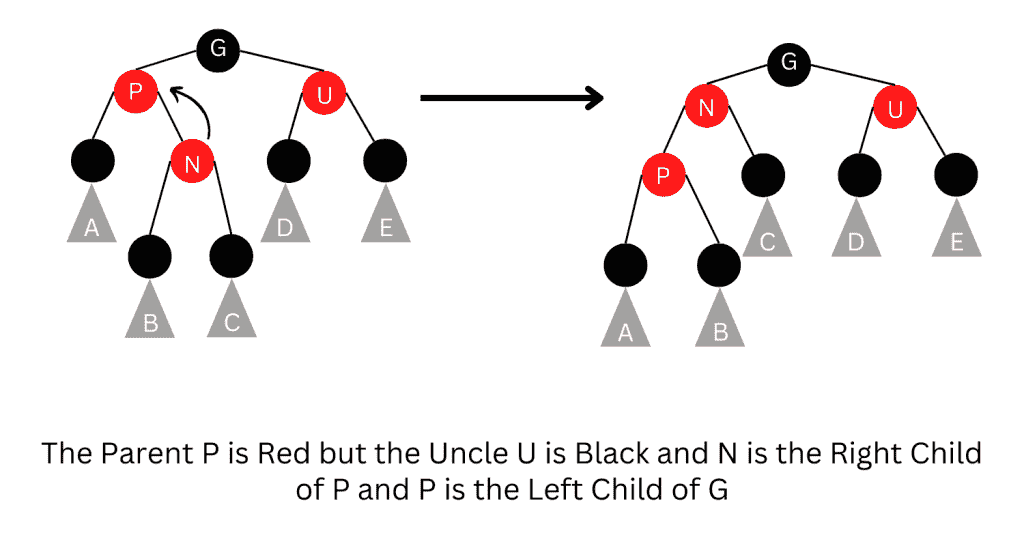 G
G
P
U
N
U
N
P
A
D
E
C
D
E
B
C
A
B
The Parent P is Red but the Uncle U is Black and N is the Right Child
of P and P is the Left Child of G